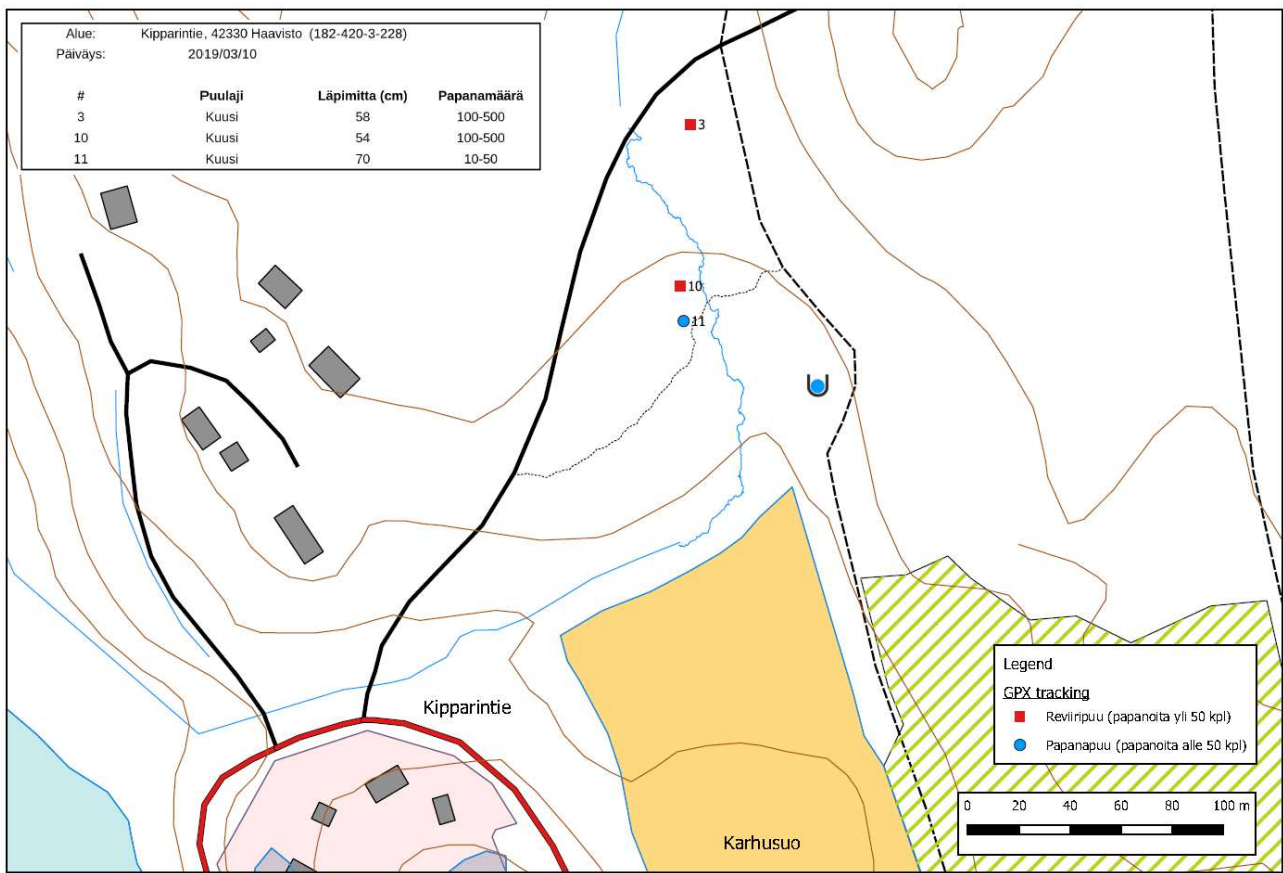 Alue: Kipparintie, 42330 Haavisto (182-420-3-228)
Päiväys: 2019/03/10
# Puulaji Läpimitta (cm) Papanamäärä
3 Kuusi 58 100-500
10 Kuusi 54 100-500
11 Kuusi 70 10-50
3
10
11
Kipparintie
Karhusuo
Legend
GPX tracking
Reviiripuu (papanoita yli 50 kpl)
Papanapuu (papanoita alle 50 kpl)
0 20 40 60 80 100 m